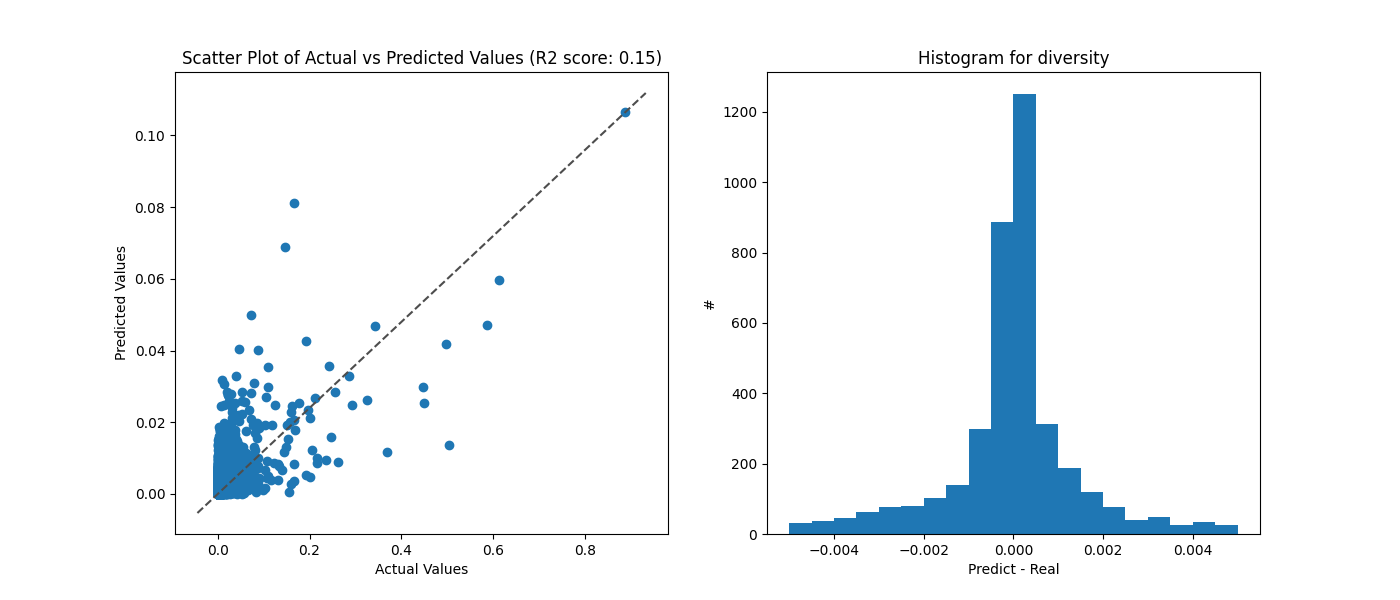 Scatter Plot of Actual vs Predicted Values (R2 score: 0.15)
Predicted Values
0.10
0.08
0.06
0.04
0.02
0.00
0.0 0.2 0.4 0.6 0.8
Actual Values
Histogram for diversity
#
1200
1000
800
600
400
200
0
−0.004 −0.002 0.000 0.002 0.004
Predict - Real